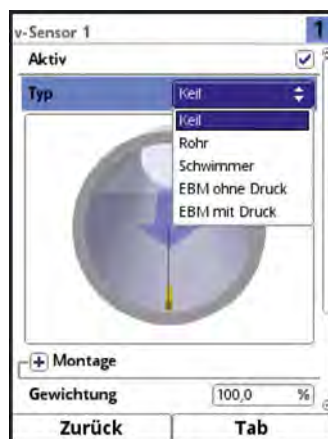 v-Sensor 1 1
Aktiv
Typ Keil
Keil
Rohr
Schwimmer
EBM ohne Druck
EBM mit Druck
Montage
Gewichtung 100,0 %
Zurück Tab